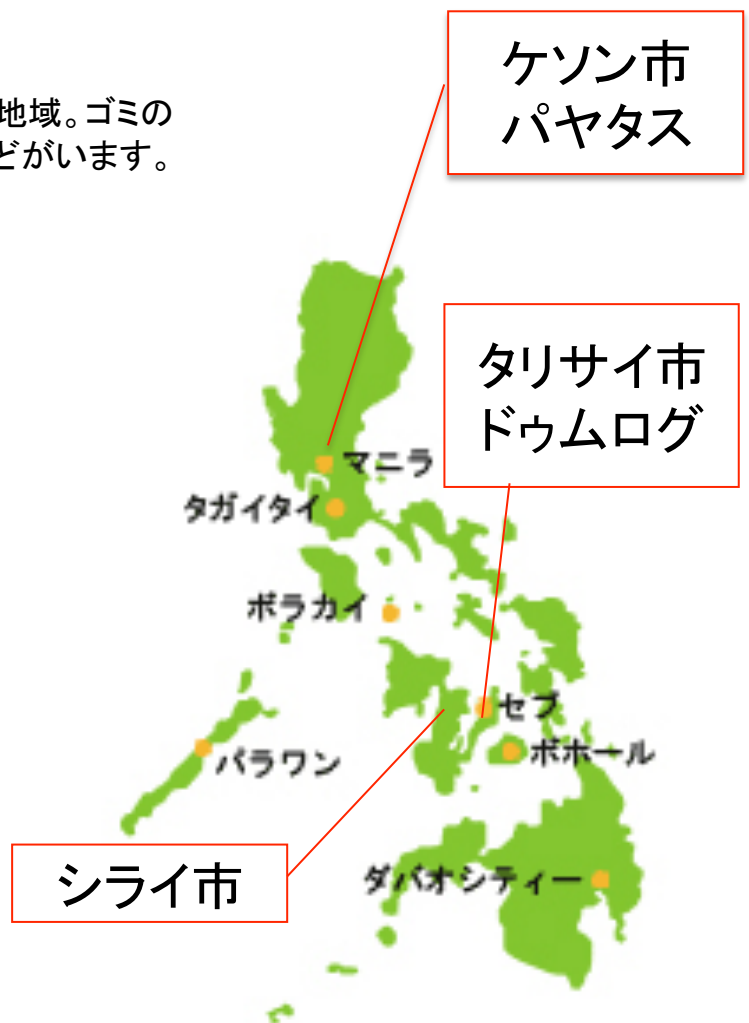 ケソン市
パヤタス
地域。ゴミの
どがいます。
タリサイ市
ドゥムログ
マニラ
タガイタイ
ボラカイ
セブ
ボホール
パラワン
シライ市
ダバオシティー